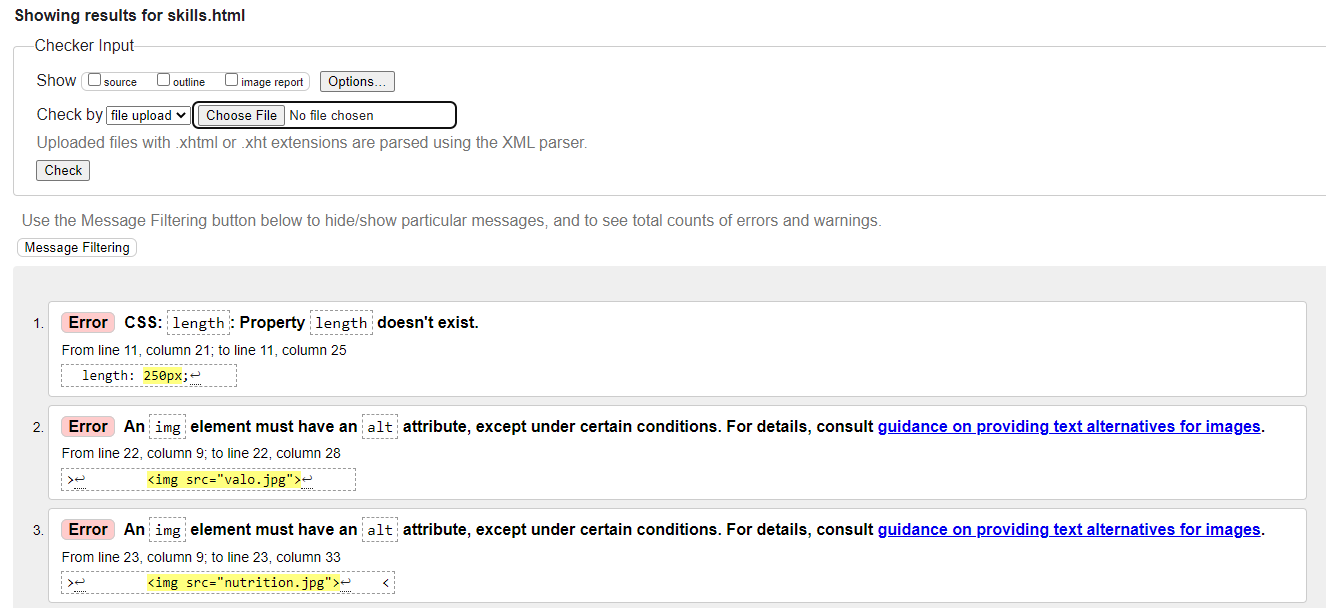 Showing results for skills.html
Checker Input
Show source outline image report Options...
Check by file upload Choose File No file chosen
Uploaded files with .xhtml or .xht extensions are parsed using the XML parser.
Check
Use the Message Filtering button below to hide/show particular messages, and to see total counts of errors and warnings.
Message Filtering
1. Error CSS: length: Property length doesn't exist.
From line 11, column 21; to line 11, column 25
length: 250px;↩
2. Error An img element must have an alt attribute, except under certain conditions. For details, consult guidance on providing text alternatives for images.
From line 22, column 9; to line 22, column 28
>↩ <img src="valo.jpg">↩
3. Error An img element must have an alt attribute, except under certain conditions. For details, consult guidance on providing text alternatives for images.
From line 23, column 9; to line 23, column 33
>↩ <img src="nutrition.jpg">↩ <